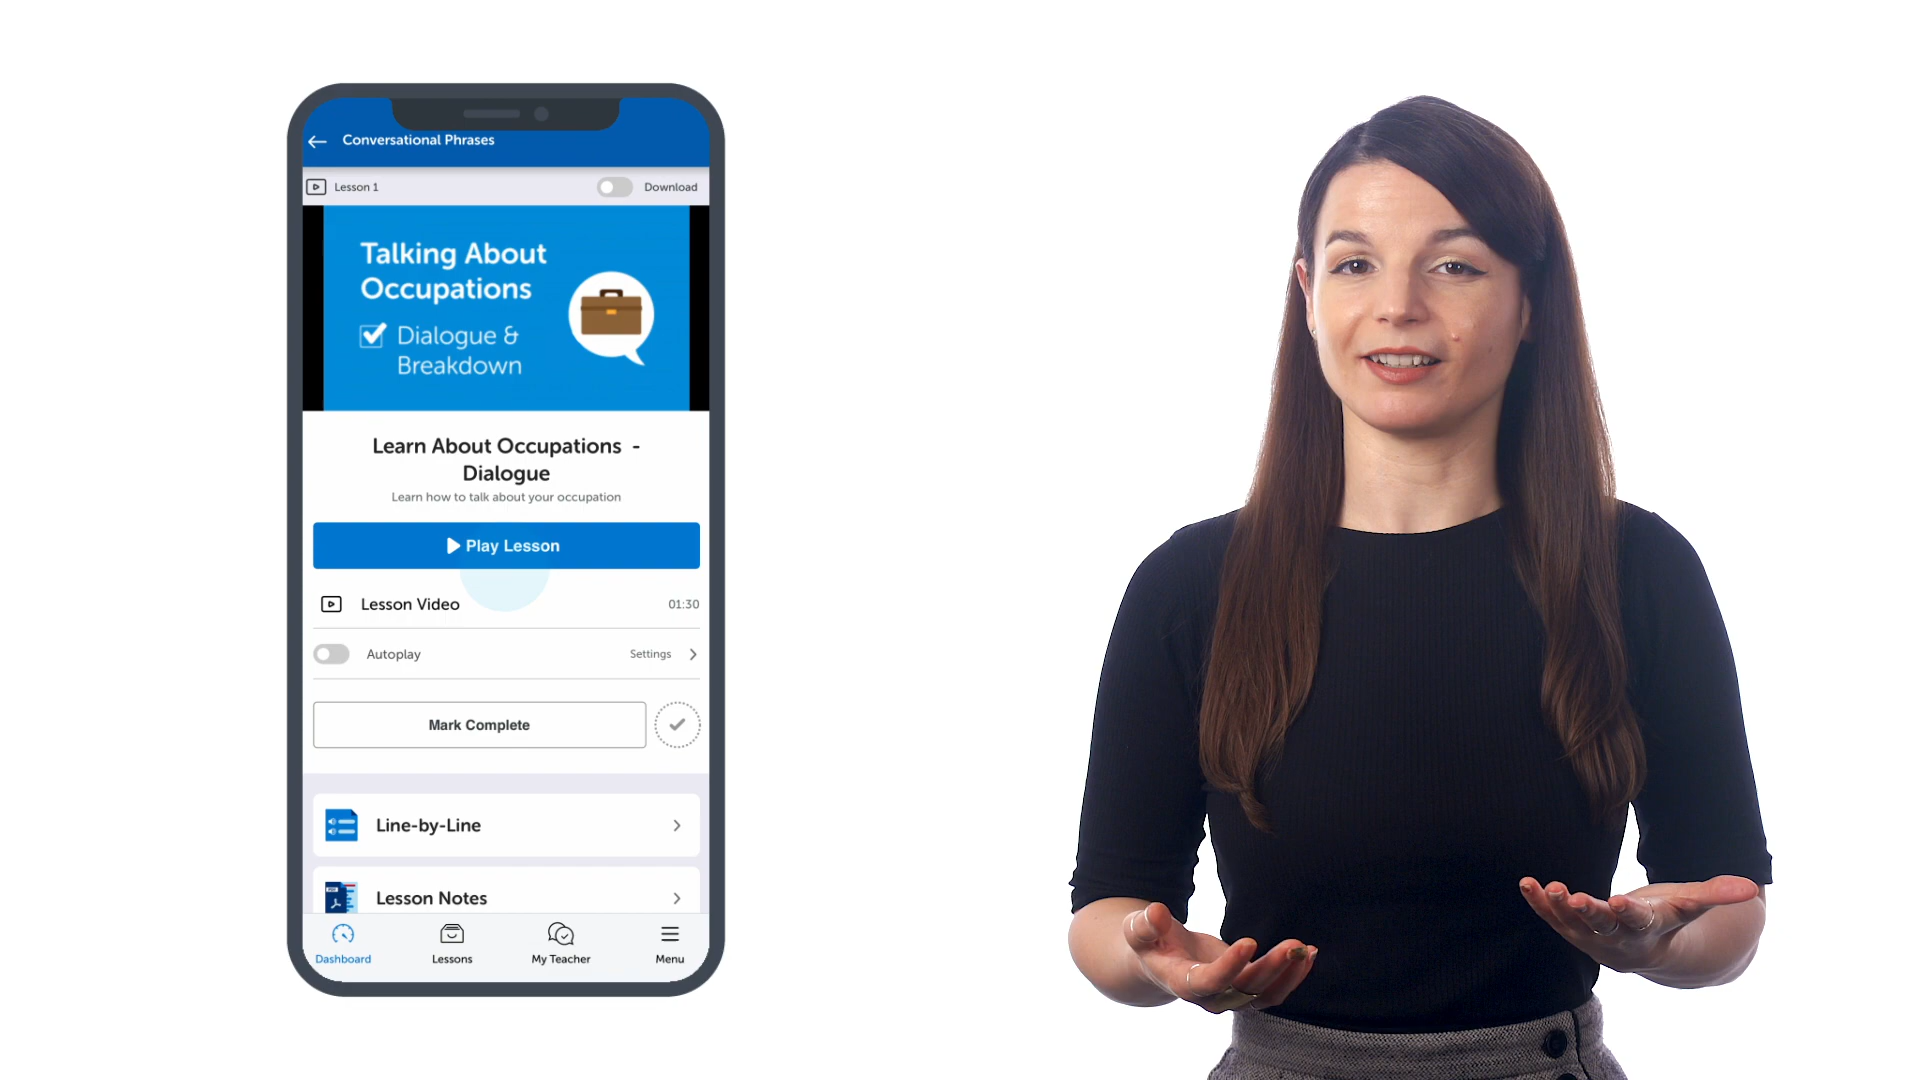 Conversational Phrases
Lesson 1
Download
Talking About
Occupations
Dialogue &
Breakdown
Learn About Occupations -
Dialogue
Learn how to talk about your occupation
Play Lesson
Lesson Video
01:30
Autoplay
Settings
Mark Complete
Line-by-Line
Lesson Notes
Dashboard
Lessons
My Teacher
Menu